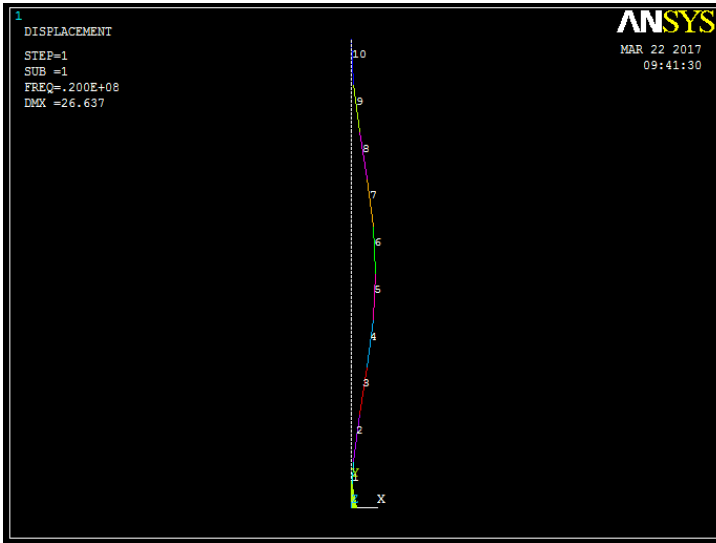 1
DISPLACEMENT
STEP=1
SUB =1
FREQ=.200E+08
DMX =26.637
ANSYS
MAR 22 2017
09:41:30
10
9
8
7
6
5
4
3
2
1
Y
X